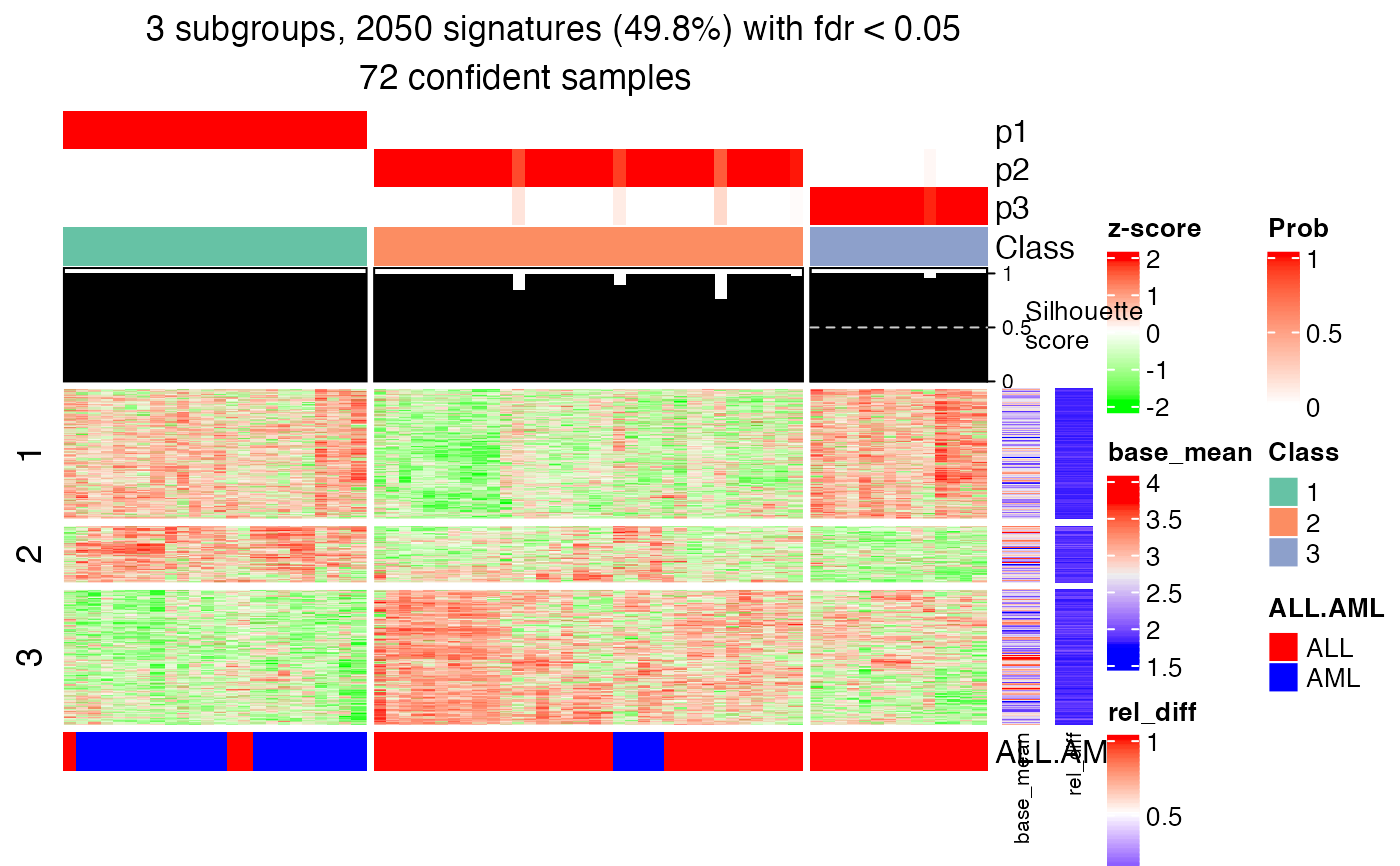 3 subgroups, 2050 signatures (49.8%) with fdr < 0.05
72 confident samples
p1
p2
p3
Class
1
0.5
0
Silhouette
score
1
2
3
ALL.AM
base_mean
rel_diff
z-score
2
1
0
-1
-2
base_mean
4
3.5
3
2.5
2
1.5
rel_diff
1
0.5
Prob
1
0.5
0
Class
1
2
3
ALL.AML
ALL
AML